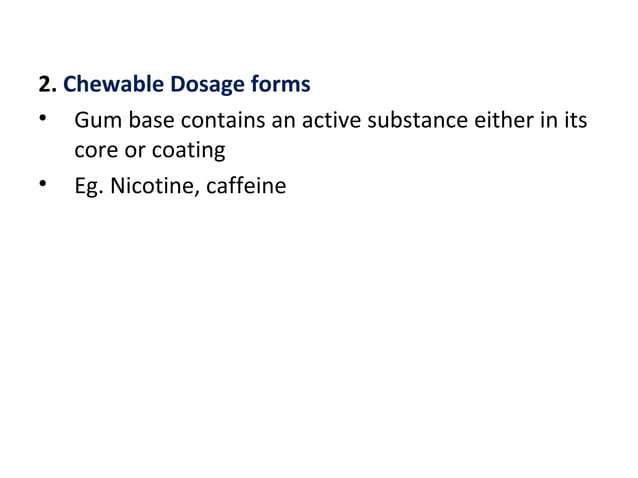 2. Chewable Dosage forms
• Gum base contains an active substance either in its
core or coating
• Eg. Nicotine, caffeine